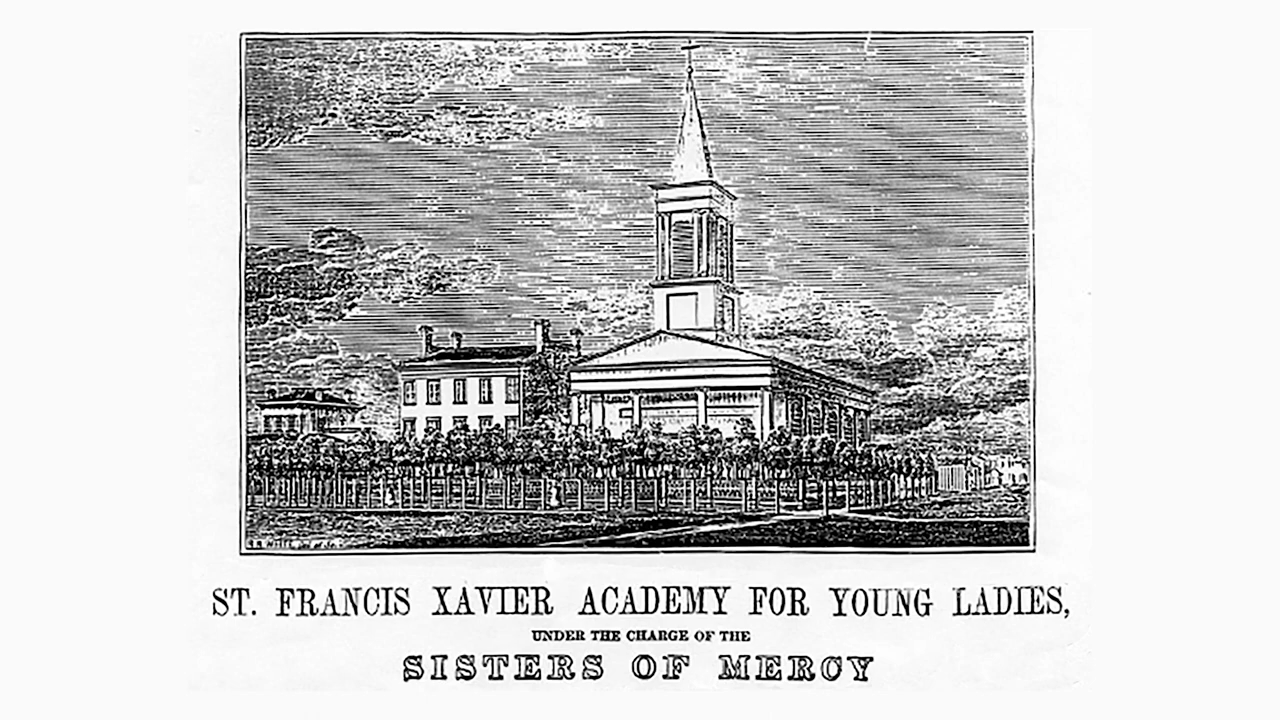 ST. FRANCIS XAVIER ACADEMY FOR YOUNG LADIES,
UNDER THE CHARGE OF THE
SISTERS OF MERCY